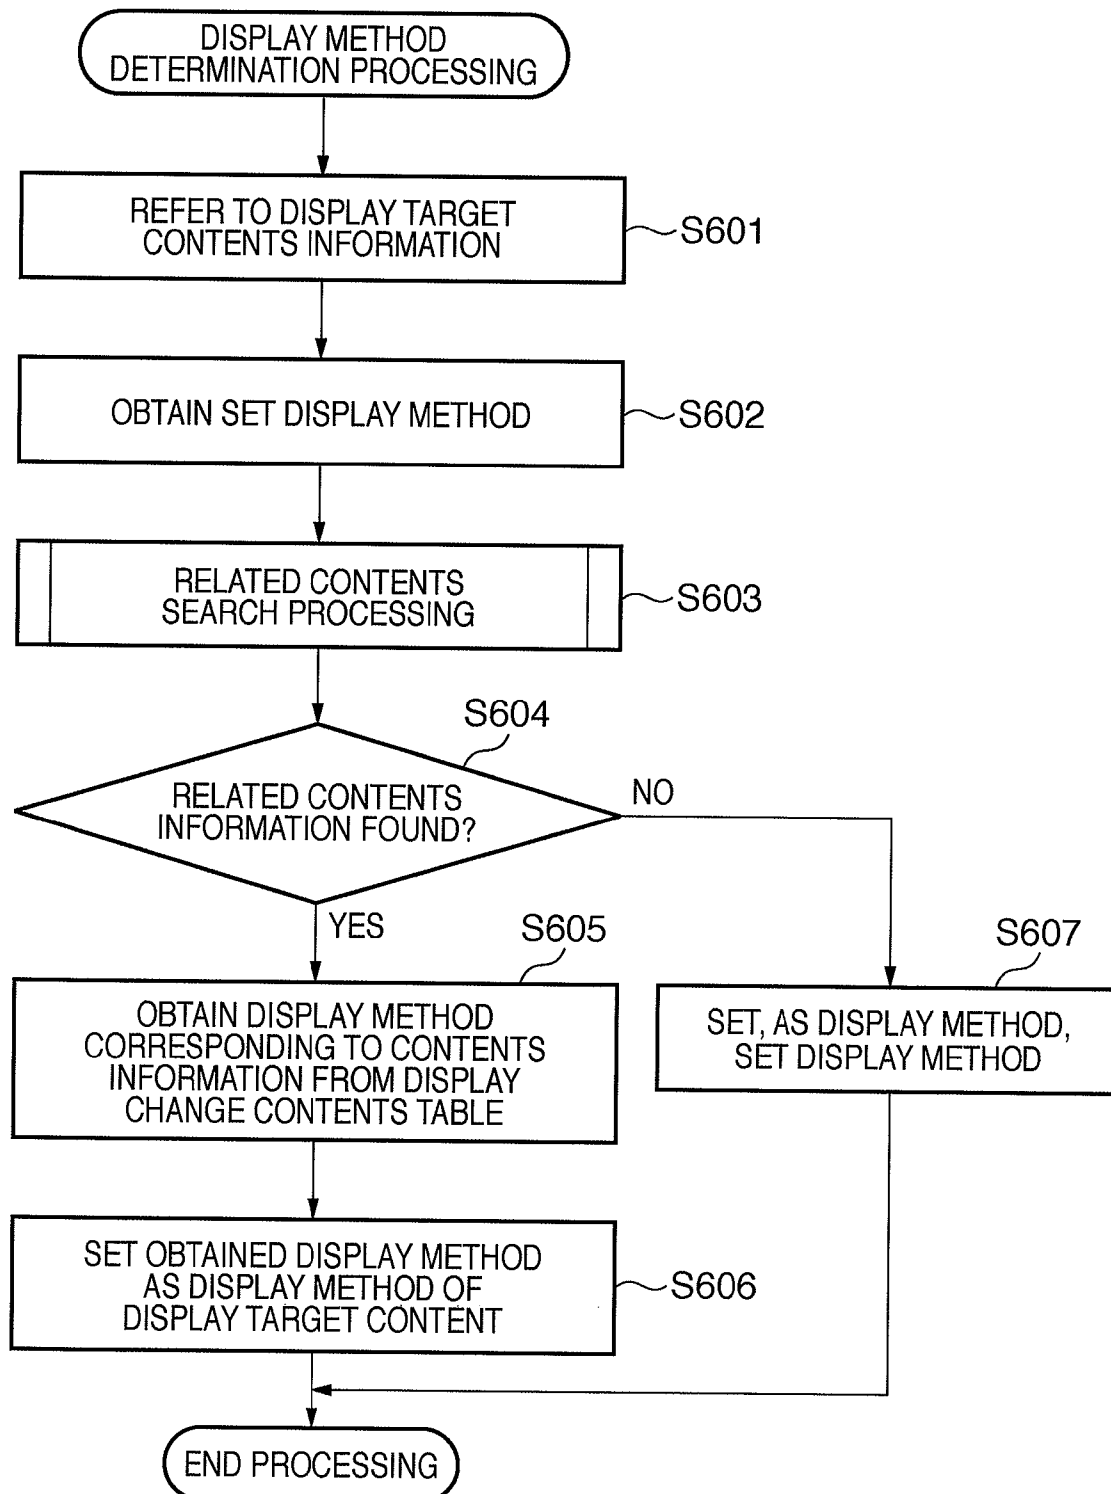 DISPLAY METHOD
DETERMINATION PROCESSING
REFER TO DISPLAY TARGET
CONTENTS INFORMATION
S601
OBTAIN SET DISPLAY METHOD
S602
RELATED CONTENTS
SEARCH PROCESSING
S603
S604
RELATED CONTENTS
INFORMATION FOUND?
NO
YES
S605
OBTAIN DISPLAY METHOD
CORRESPONDING TO CONTENTS
INFORMATION FROM DISPLAY
CHANGE CONTENTS TABLE
S607
SET, AS DISPLAY METHOD,
SET DISPLAY METHOD
SET OBTAINED DISPLAY METHOD
AS DISPLAY METHOD OF
DISPLAY TARGET CONTENT
S606
END PROCESSING